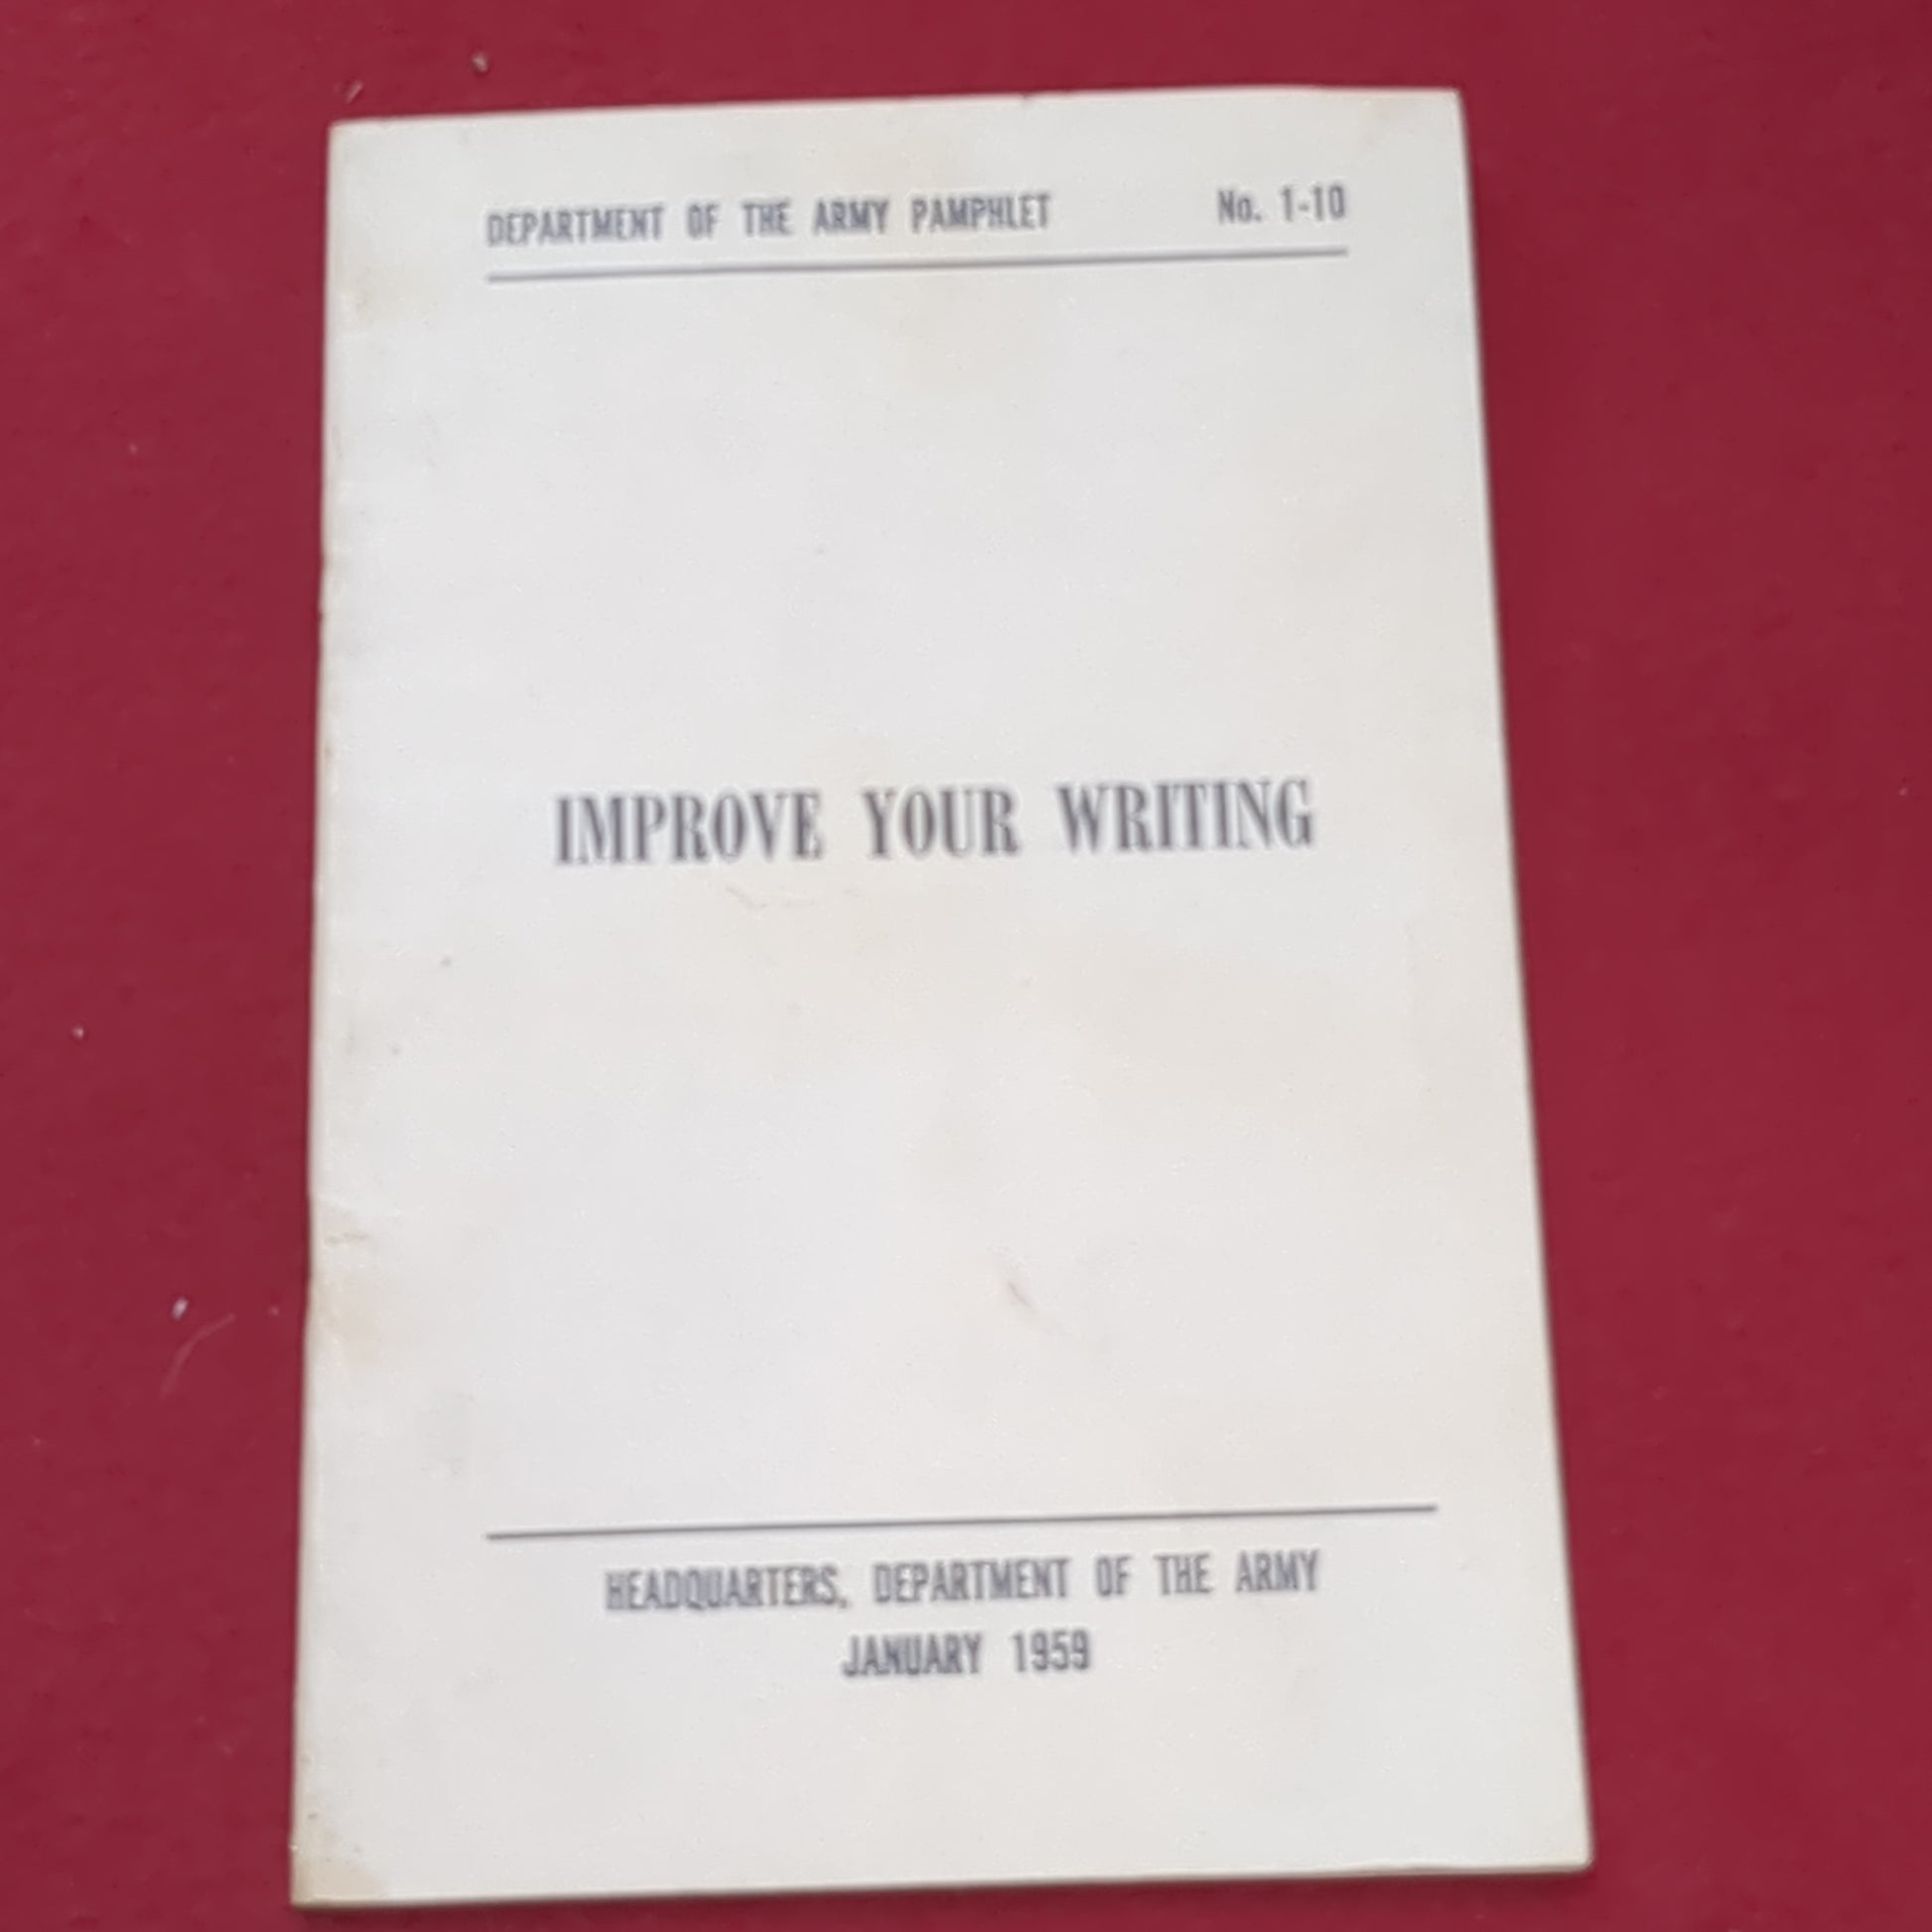 DEPARTMENT OF THE ARMY PAMPHLET No. 1-10
IMPROVE YOUR WRITING
HEADQUARTERS, DEPARTMENT OF THE ARMY
JANUARY 1959